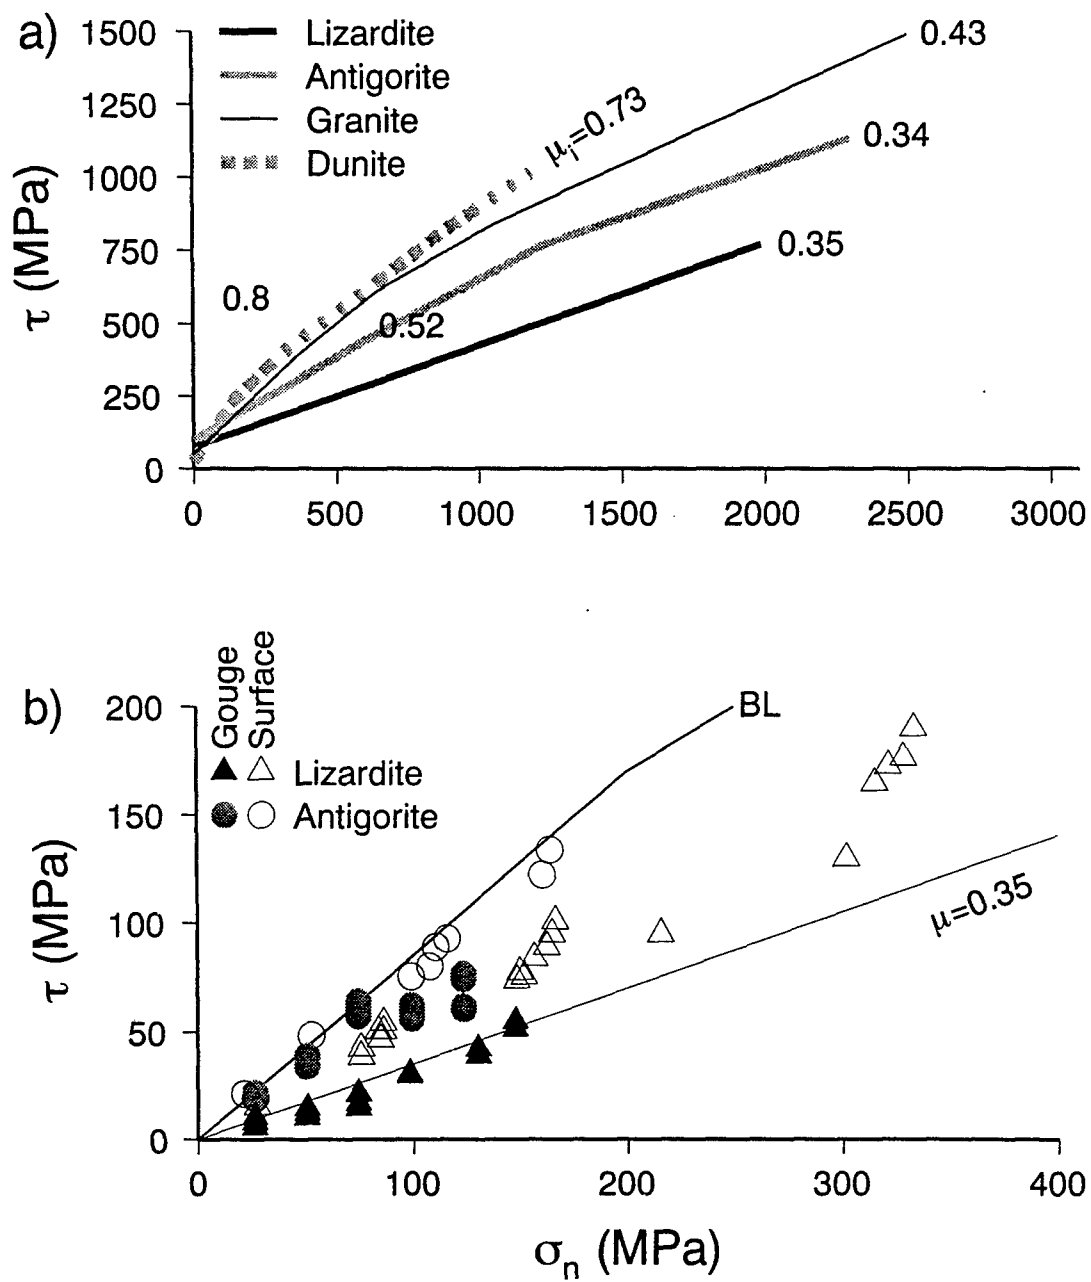 a)
1500
1250
1000
750
500
250
0
τ (MPa)
Lizardite
Antigorite
Granite
Dunite
μi=0.73
0.43
0.34
0.35
0.8
0.52
0
500
1000
1500
2000
2500
3000
b)
Gouge
Surface
Lizardite
Antigorite
200
150
100
50
0
τ (MPa)
BL
μ=0.35
0
100
200
300
400
σn (MPa)